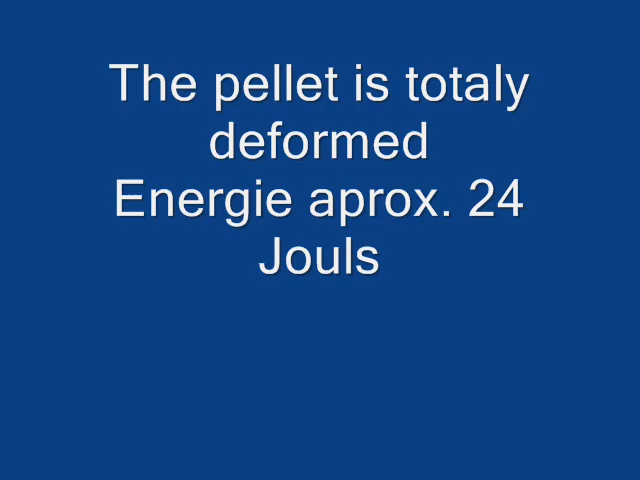 The pellet is totaly
deformed
Energie aprox. 24
Jouls